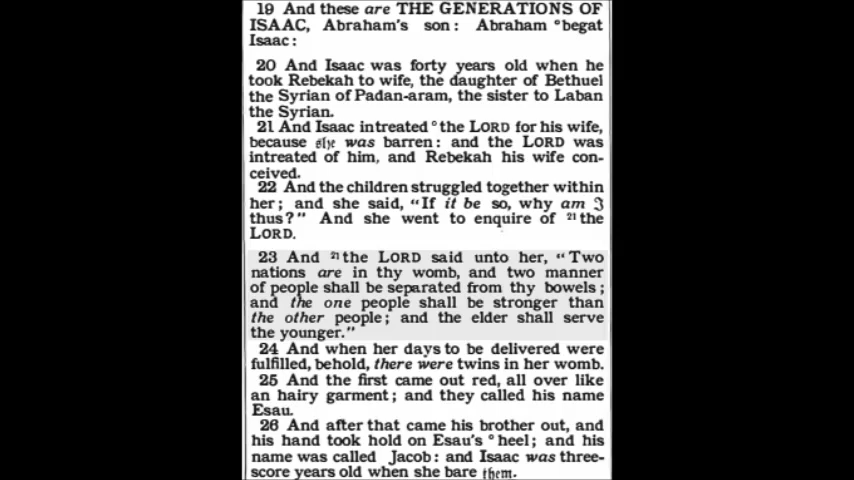 19 And these are THE GENERATIONS OF
ISAAC, Abraham's son: Abraham °begat
Isaac:
20 And Isaac was forty years old when he
took Rebekah to wife, the daughter of Bethuel
the Syrian of Padan-aram, the sister to Laban
the Syrian.
21 And Isaac intreated °the LORD for his wife,
because she was barren: and the LORD was
intreated of him, and Rebekah his wife con-
ceived.
22 And the children struggled together within
her; and she said, "If it be so, why am I
thus?" And she went to enquire of ²¹the
LORD.
23 And ²¹the LORD said unto her, "Two
nations are in thy womb, and two manner
of people shall be separated from thy bowels;
and the one people shall be stronger than
the other people; and the elder shall serve
the younger."
24 And when her days to be delivered were
fulfilled, behold, there were twins in her womb.
25 And the first came out red, all over like
an hairy garment; and they called his name
Esau.
26 And after that came his brother out, and
his hand took hold on Esau's °heel; and his
name was called Jacob: and Isaac was three-
score years old when she bare them.